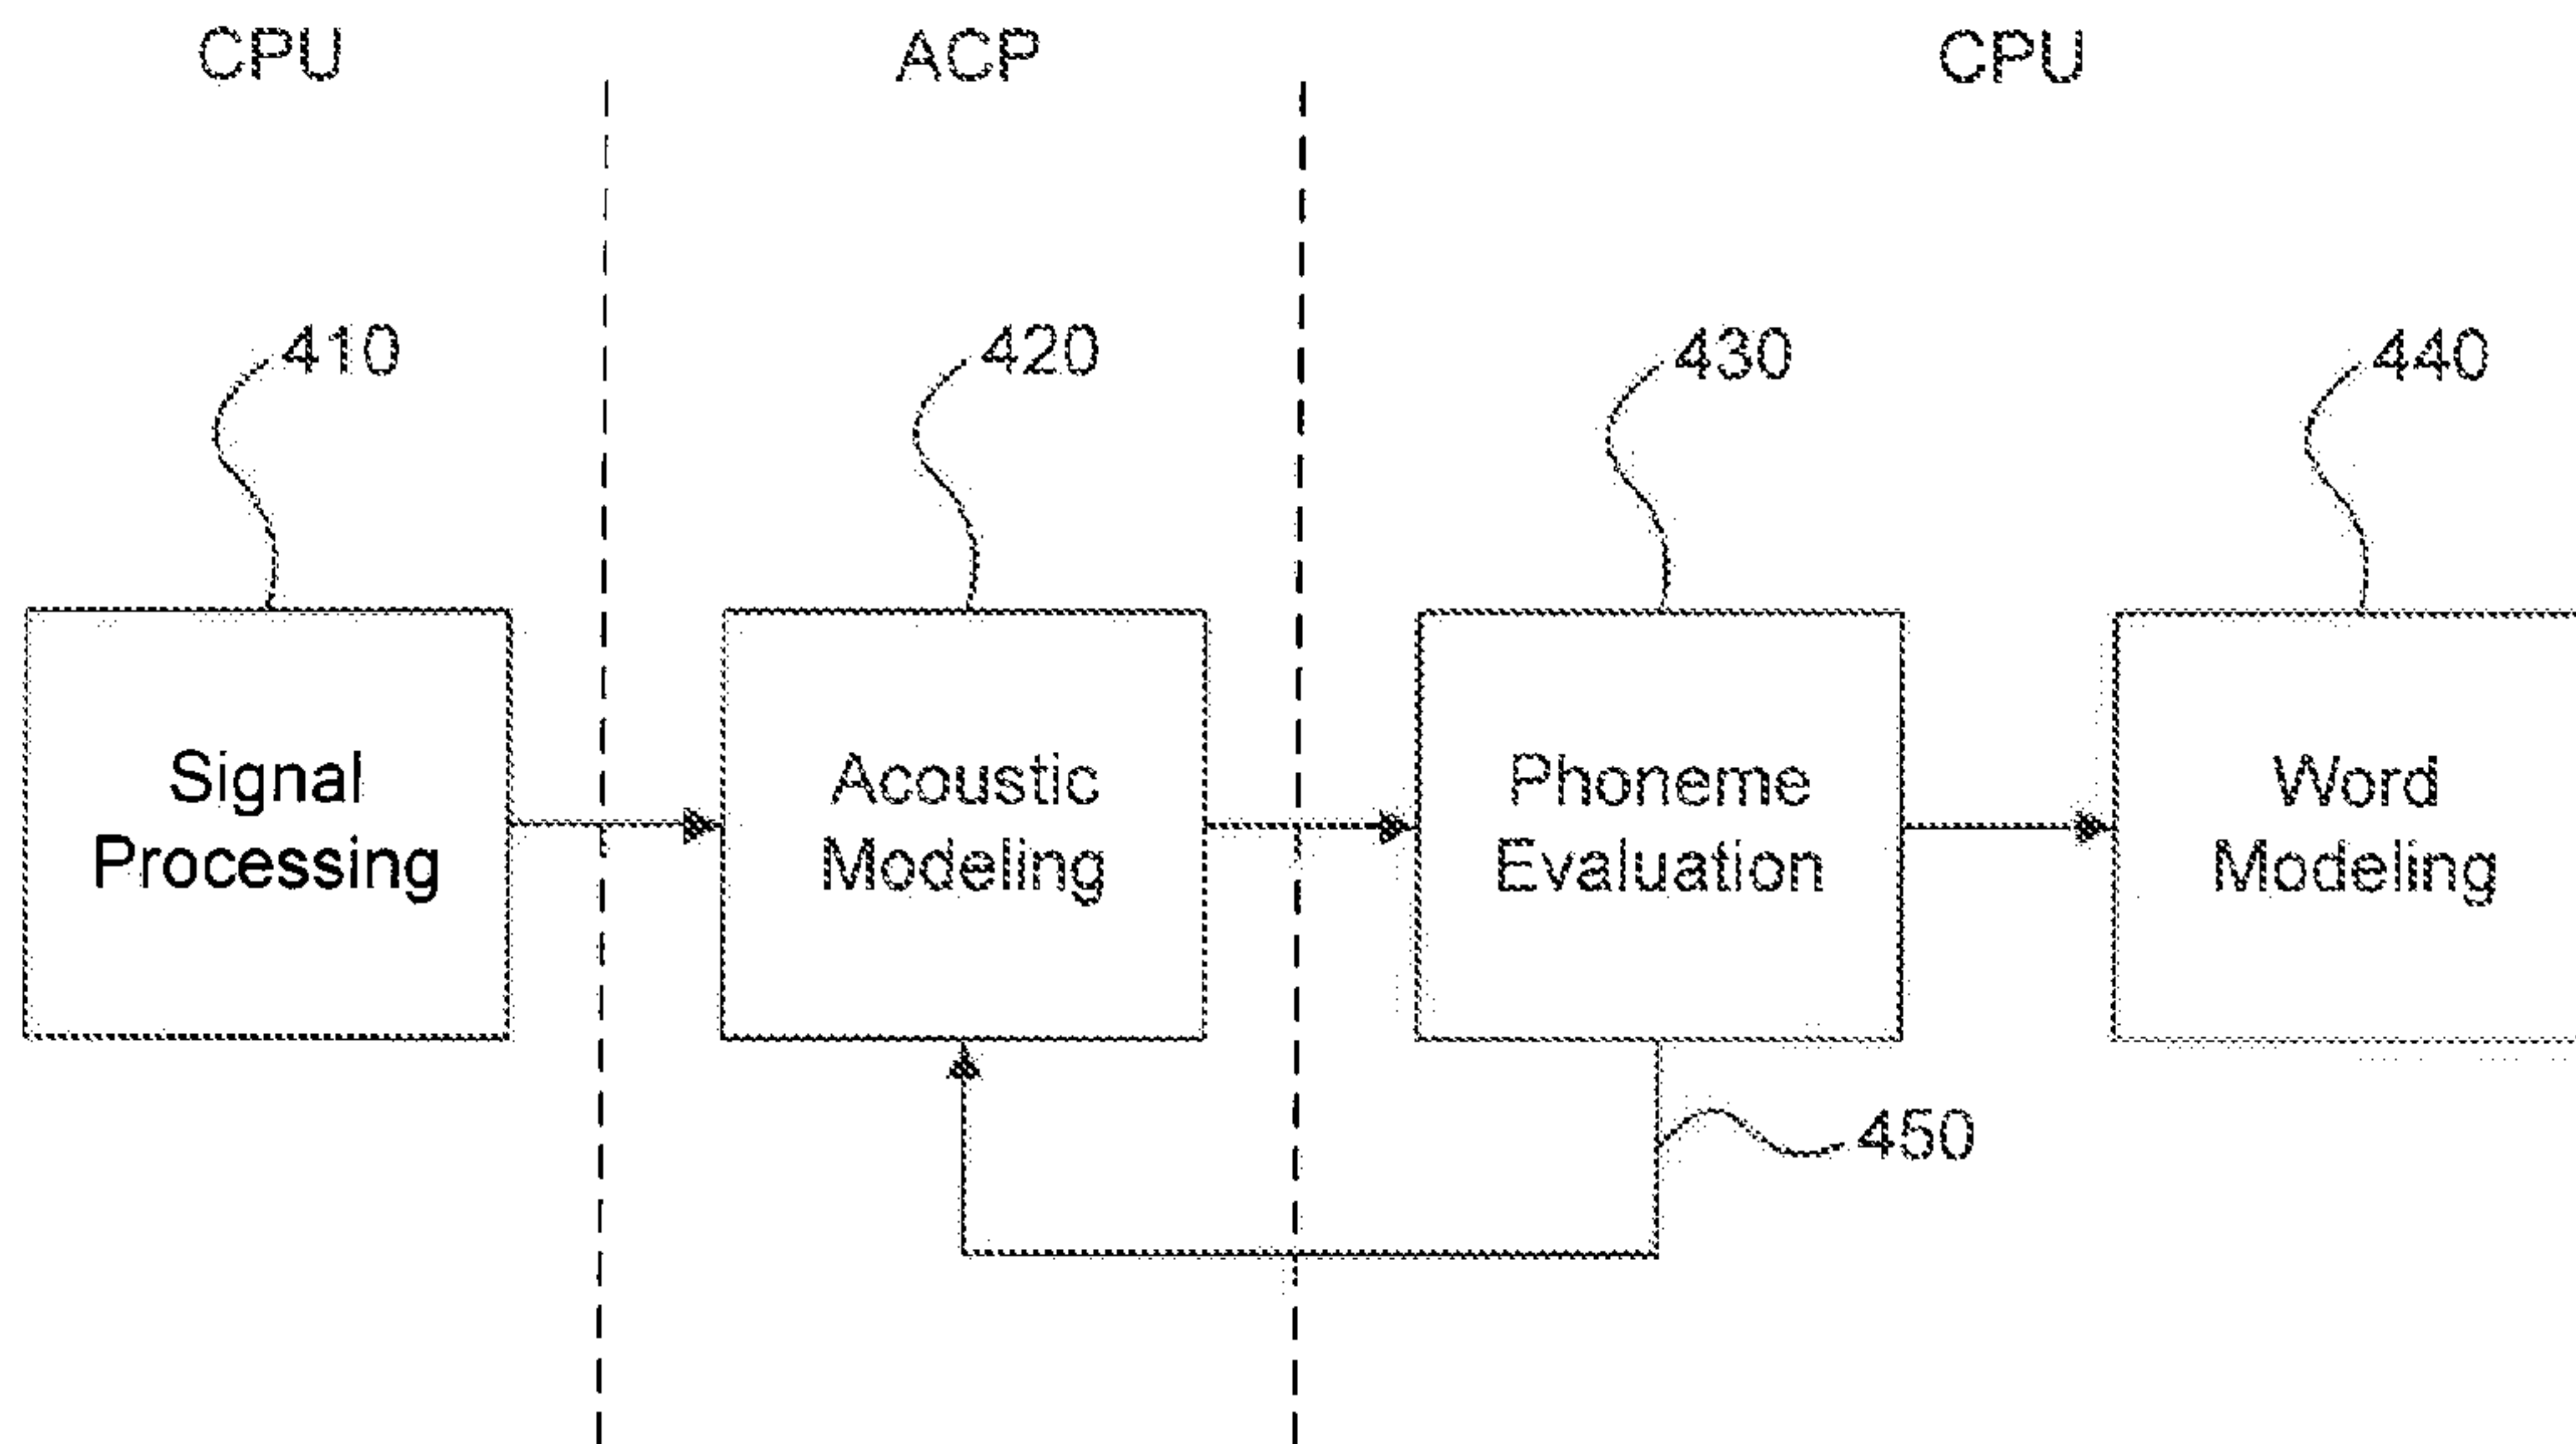 CPU
ACP
CPU
410
420
430
440
Signal
Processing
Acoustic
Modeling
Phoneme
Evaluation
Word
Modeling
450